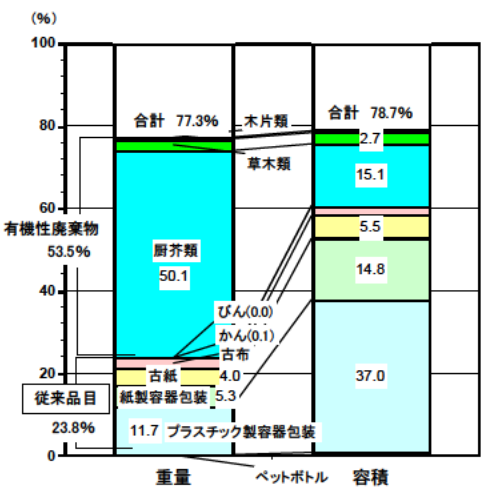 (%)
100
合計 77.3%
木片類
合計 78.7%
80
2.7
草木類
15.1
60
有機性廃棄物
53.5%
厨芥類
50.1
5.5
14.8
40
びん(0.0)
かん(0.1)
古布
37.0
20
古紙
4.0
従来品目
紙製容器包装
5.3
23.8%
11.7
プラスチック製容器包装
0
ペットボトル
重量
容積